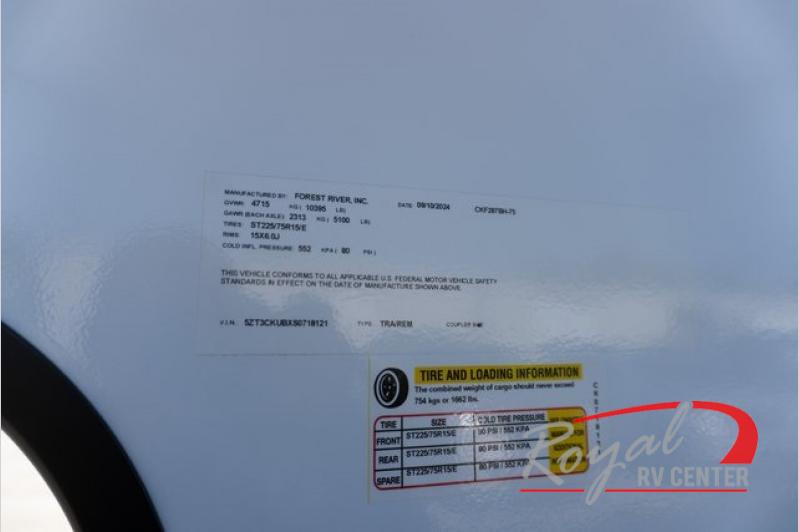 MANUFACTURED BY: FOREST RIVER, INC. DATE: 09/10/2024 CKF287BH-75
GVWR: 4715 KG ( 10395 LB)
GAWR (EACH AXLE) 2313 KG ( 5100 LB)
TIRES: ST225/75R15/E
RIMS: 15X6.0J
COLD INFL. PRESSURE: 552 KPA ( 80 PSI )
THIS VEHICLE CONFORMS TO ALL APPLICABLE U.S. FEDERAL MOTOR VEHICLE SAFETY
STANDARDS IN EFFECT ON THE DATE OF MANUFACTURE SHOWN ABOVE.
V.I.N.: 5ZT3CKUBXS0718121 TYPE: TRA/REM COUPLER SIZE
TIRE AND LOADING INFORMATION
The combined weight of cargo should never exceed
754 kgs or 1662 lbs.
TIRE SIZE COLD TIRE PRESSURE
FRONT ST225/75R15/E 80 PSI / 552 KPA
REAR ST225/75R15/E 80 PSI / 552 KPA
SPARE ST225/75R15/E 80 PSI / 552 KPA
Royal
RV CENTER